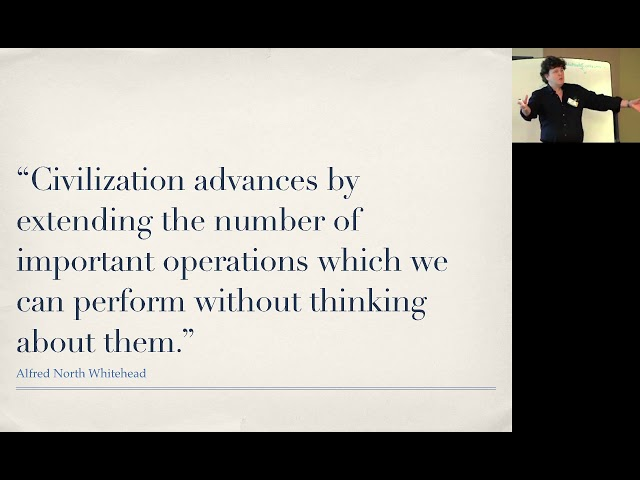 “Civilization advances by
extending the number of
important operations which we
can perform without thinking
about them.”
Alfred North Whitehead